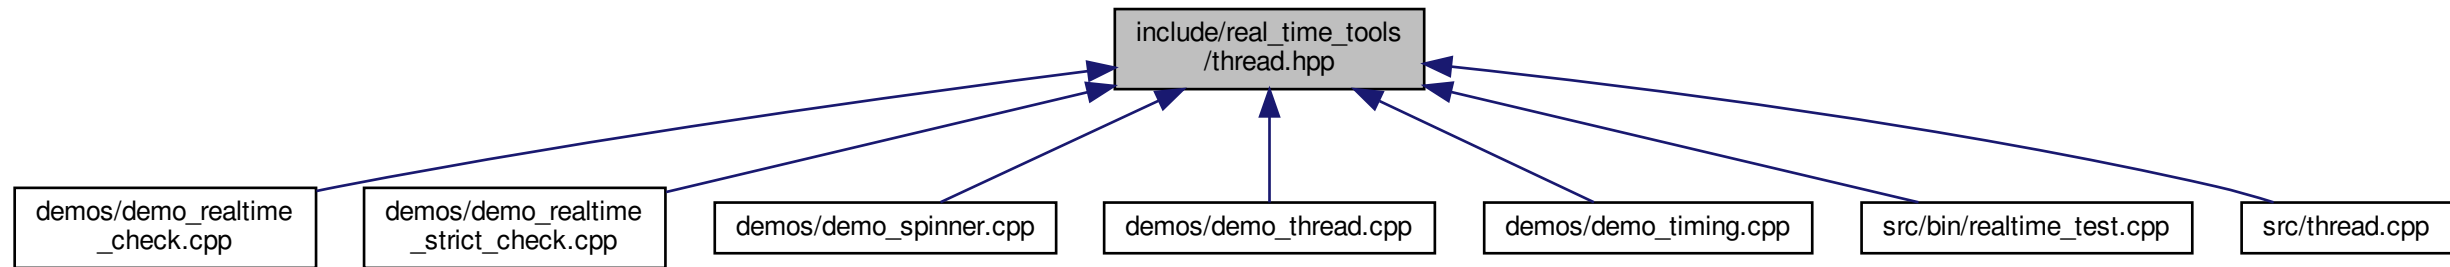 include/real_time_tools
/thread.hpp
demos/demo_realtime
_check.cpp
demos/demo_realtime
_strict_check.cpp
demos/demo_spinner.cpp
demos/demo_thread.cpp
demos/demo_timing.cpp
src/bin/realtime_test.cpp
src/thread.cpp